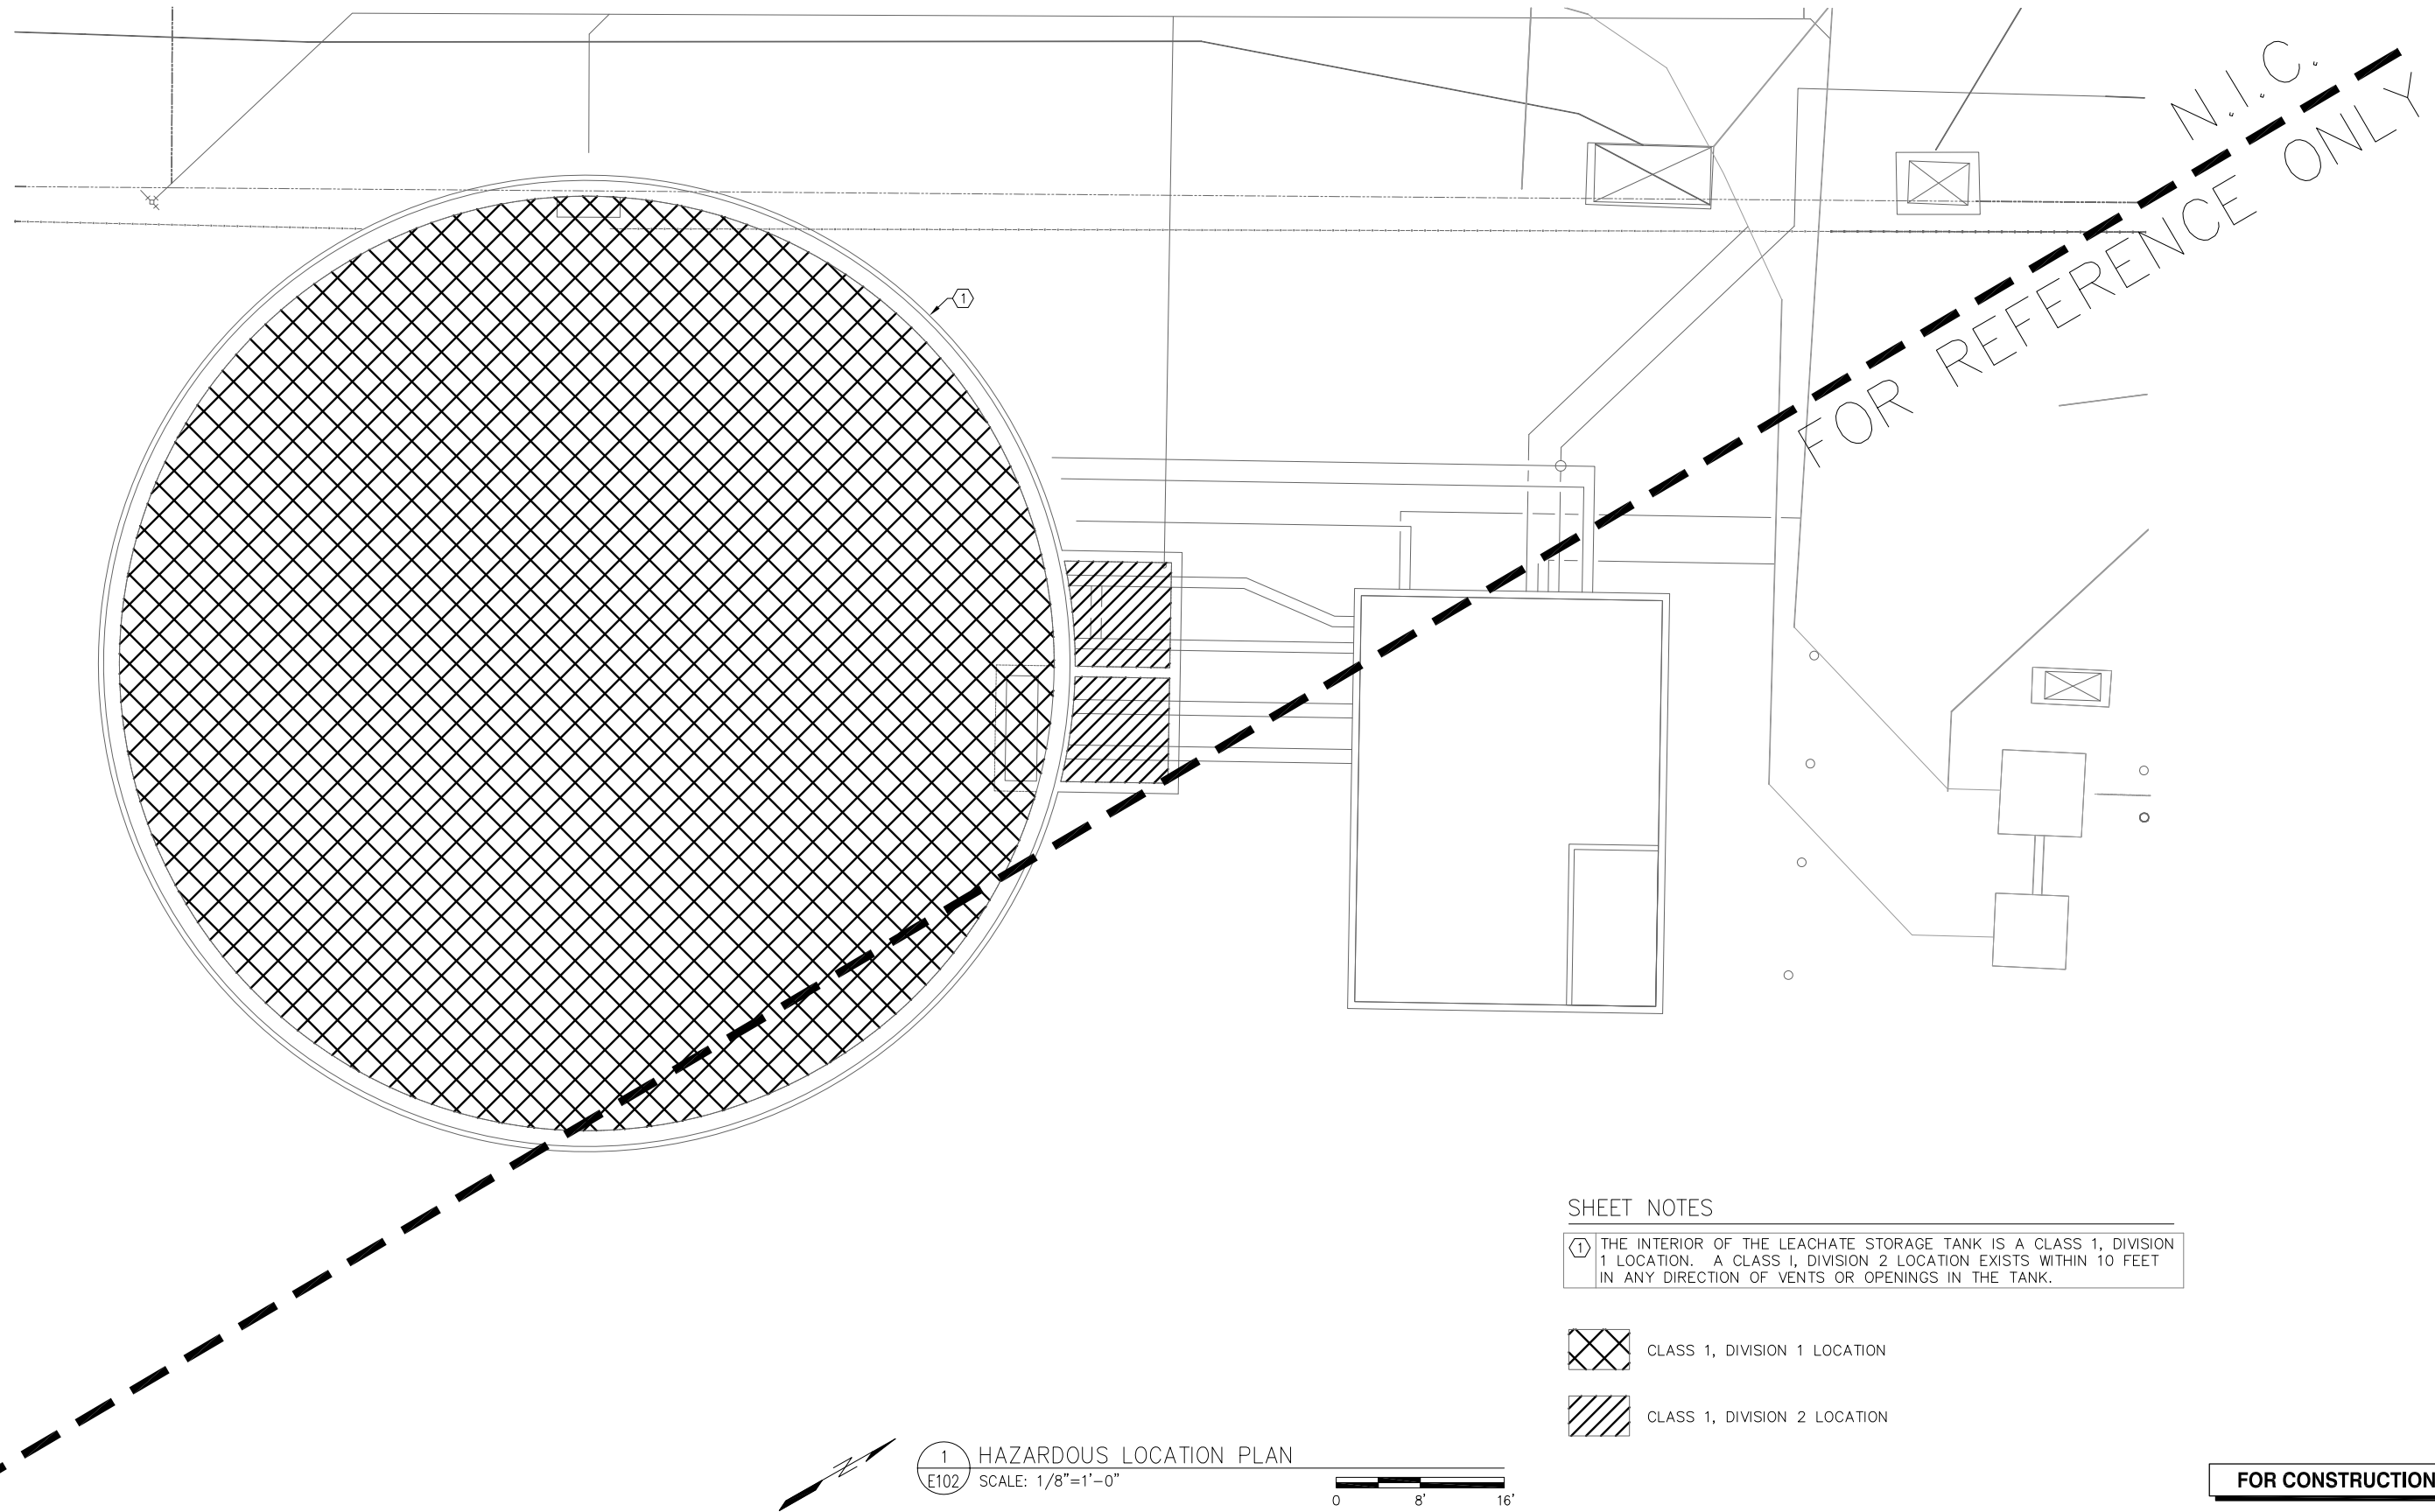 N.I.C.
FOR REFERENCE ONLY
1
SHEET NOTES
1 THE INTERIOR OF THE LEACHATE STORAGE TANK IS A CLASS 1, DIVISION
1 LOCATION. A CLASS I, DIVISION 2 LOCATION EXISTS WITHIN 10 FEET
IN ANY DIRECTION OF VENTS OR OPENINGS IN THE TANK.
CLASS 1, DIVISION 1 LOCATION
CLASS 1, DIVISION 2 LOCATION
N
1
E102
HAZARDOUS LOCATION PLAN
SCALE: 1/8"=1'-0"
0 8' 16'
FOR CONSTRUCTION